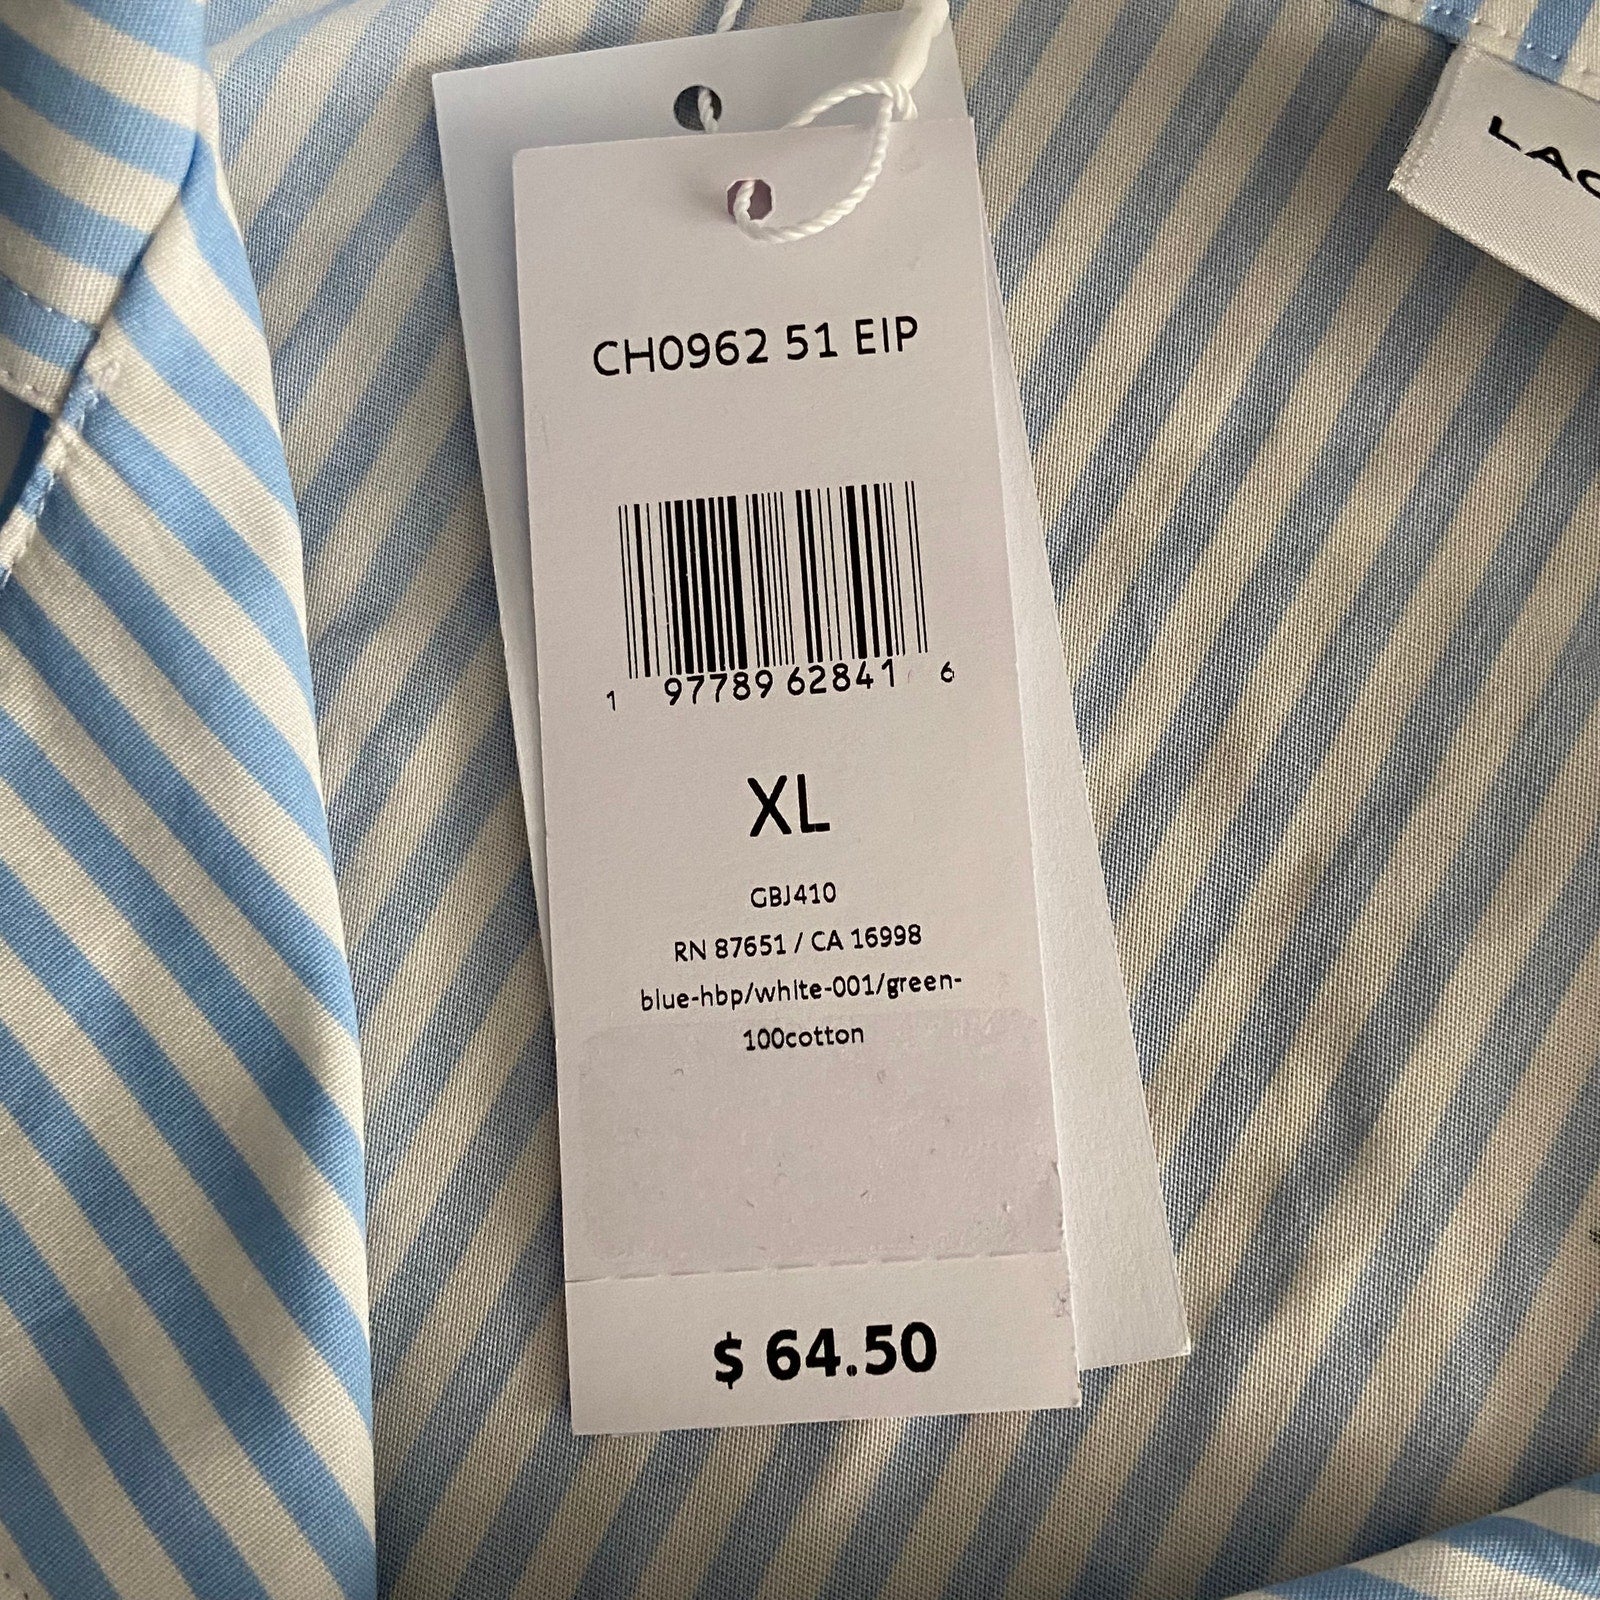 LAC
CH0962 51 EIP
1 97789 62841 6
XL
GBJ410
RN 87651 / CA 16998
blue-hbp/white-001/green-
100cotton
$ 64.50